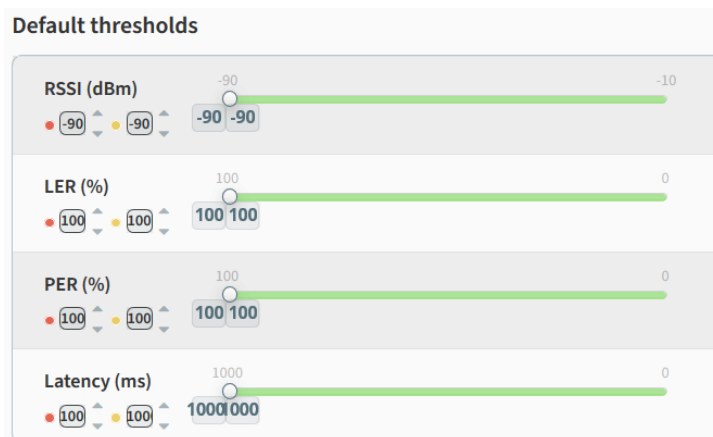 Default thresholds
-90 -10
RSSI (dBm)
-90 -90 -90 -90
100 0
LER (%)
100 100 100 100
100 0
PER (%)
100 100 100 100
1000 0
Latency (ms)
100 100 1000 1000